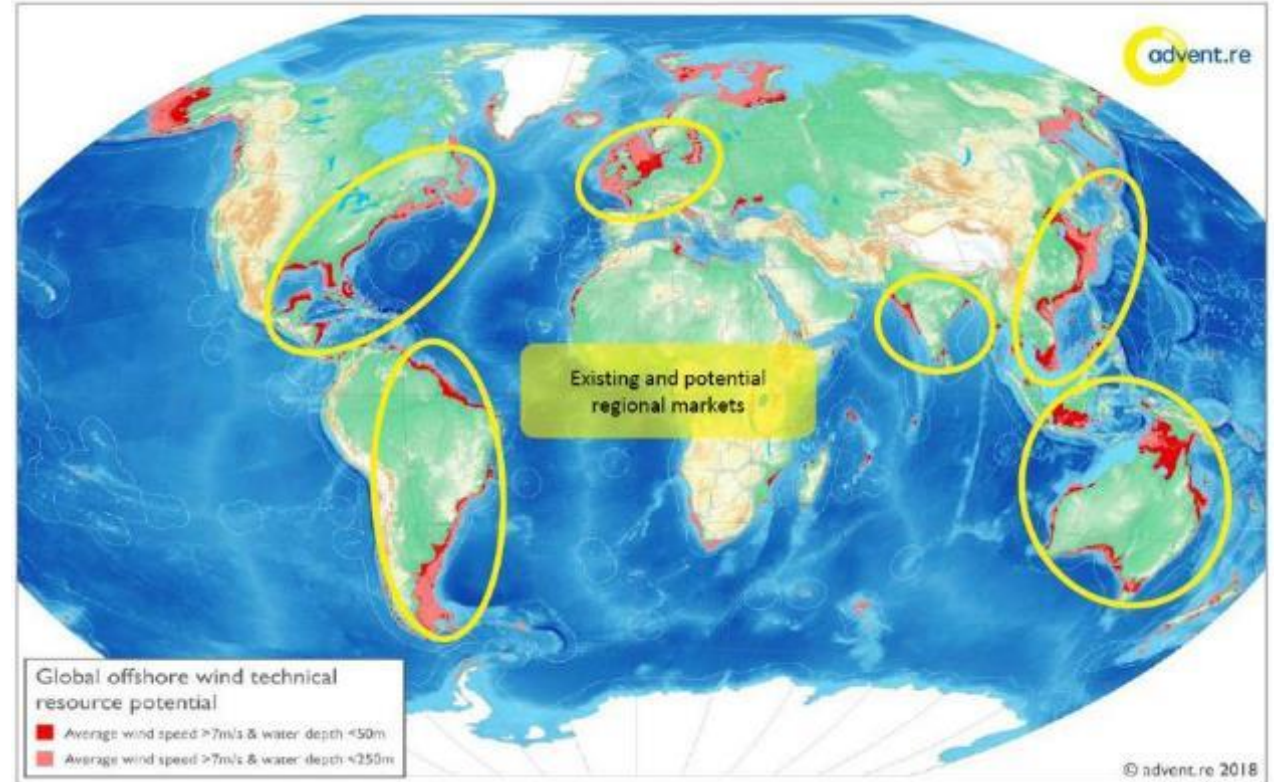 advent.re
Existing and potential
regional markets
Global offshore wind technical
resource potential
Average wind speed >7m/s & water depth <50m
Average wind speed >7m/s & water depth <250m
© advent.re 2018